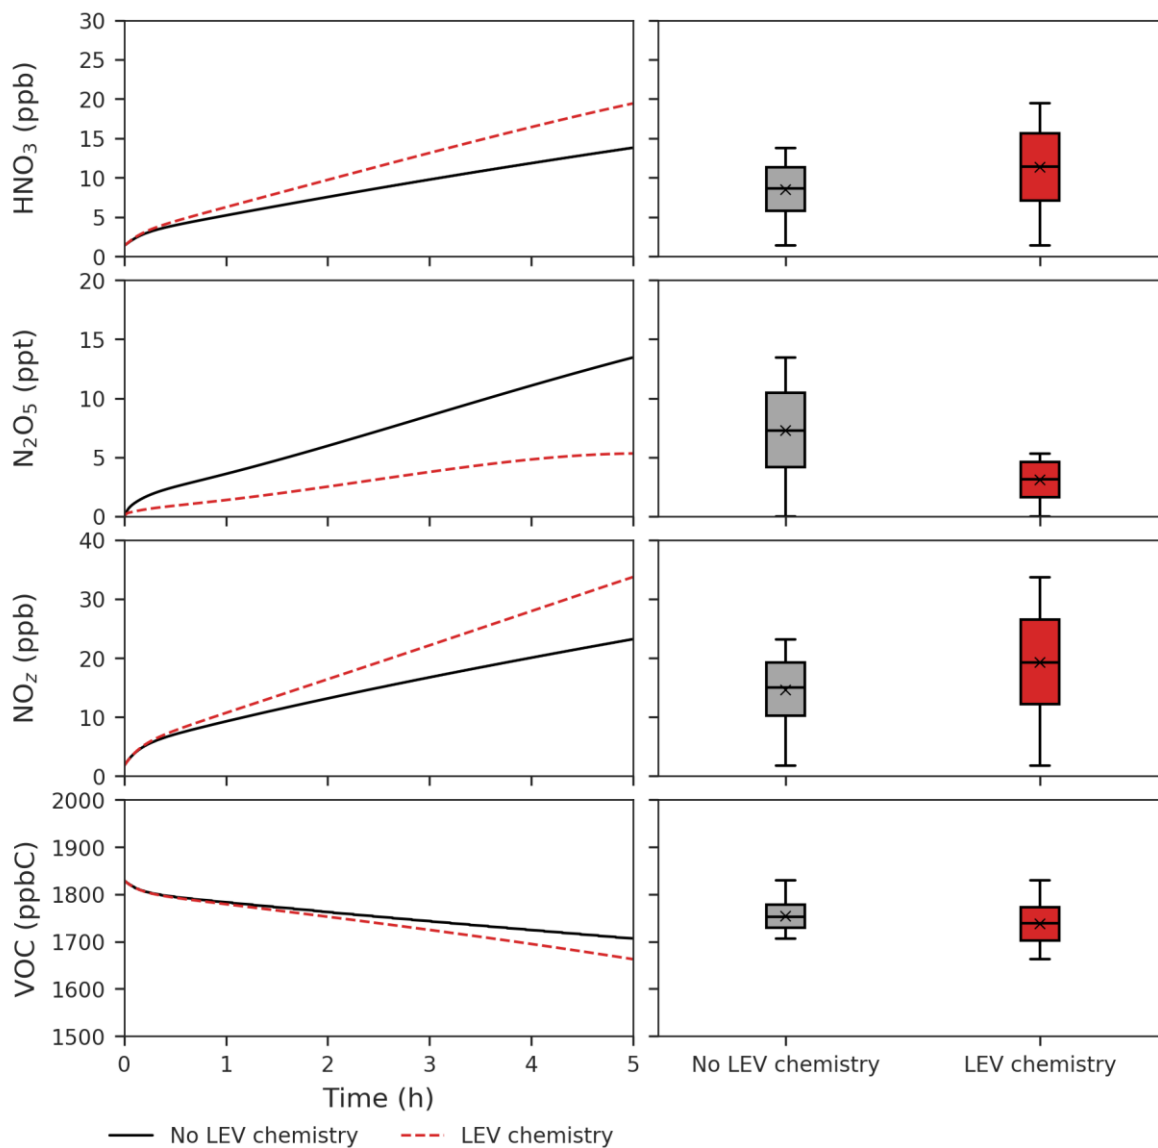 HNO₃ (ppb)
30
25
20
15
10
5
0
N₂O₅ (ppt)
20
15
10
5
0
NO𝓏 (ppb)
40
30
20
10
0
VOC (ppbC)
2000
1900
1800
1700
1600
1500
0 1 2 3 4 5
Time (h)
No LEV chemistry LEV chemistry
No LEV chemistry LEV chemistry